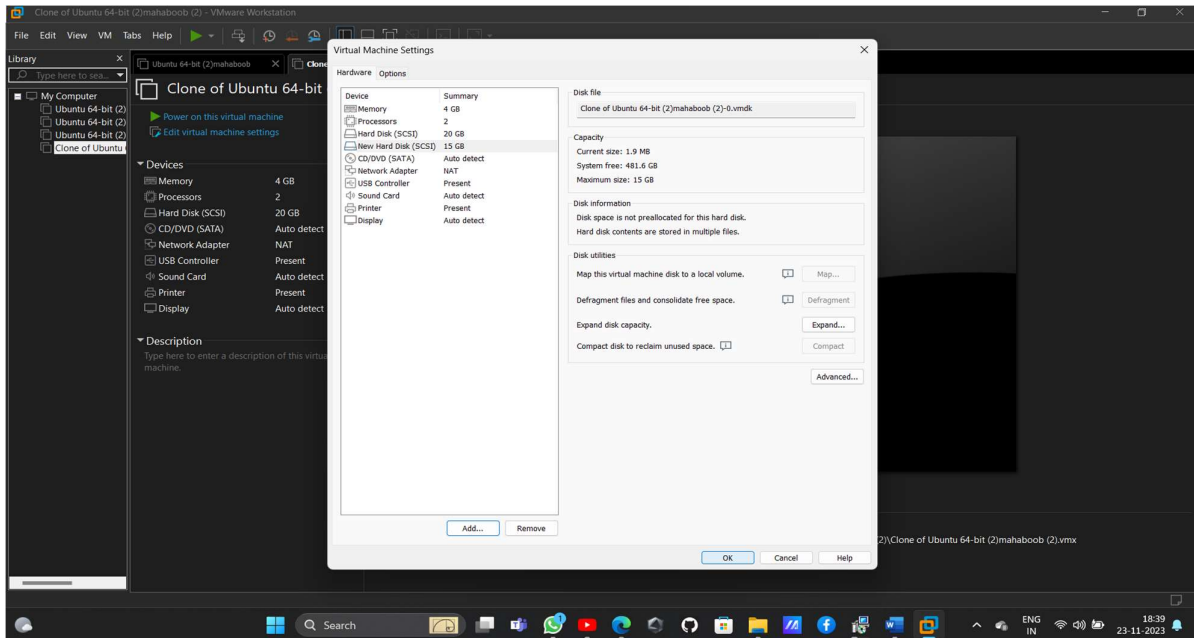 Clone of Ubuntu 64-bit (2)mahaboob (2) - VMware Workstation
File Edit View VM Tabs Help
Library X
Type here to sea...
My Computer
Ubuntu 64-bit (2)
Ubuntu 64-bit (2)
Ubuntu 64-bit (2)
Clone of Ubuntu
Ubuntu 64-bit (2)mahaboob
Clone
Clone of Ubuntu 64-bit
Power on this virtual machine
Edit virtual machine settings
Devices
Memory 4 GB
Processors 2
Hard Disk (SCSI) 20 GB
CD/DVD (SATA) Auto detect
Network Adapter NAT
USB Controller Present
Sound Card Auto detect
Printer Present
Display Auto detect
Description
Type here to enter a description of this virtua
machine.
Virtual Machine Settings
Hardware Options
Device Summary
Memory 4 GB
Processors 2
Hard Disk (SCSI) 20 GB
New Hard Disk (SCSI) 15 GB
CD/DVD (SATA) Auto detect
Network Adapter NAT
USB Controller Present
Sound Card Auto detect
Printer Present
Display Auto detect
Add... Remove
Disk file
Clone of Ubuntu 64-bit (2)mahaboob (2)-0.vmdk
Capacity
Current size: 1.9 MB
System free: 481.6 GB
Maximum size: 15 GB
Disk information
Disk space is not preallocated for this hard disk.
Hard disk contents are stored in multiple files.
Disk utilities
Map this virtual machine disk to a local volume. Map...
Defragment files and consolidate free space. Defragment
Expand disk capacity. Expand...
Compact disk to reclaim unused space. Compact
Advanced...
OK Cancel Help
2)\Clone of Ubuntu 64-bit (2)mahaboob (2).vmx
Search
ENG
IN
18:39
23-11-2023